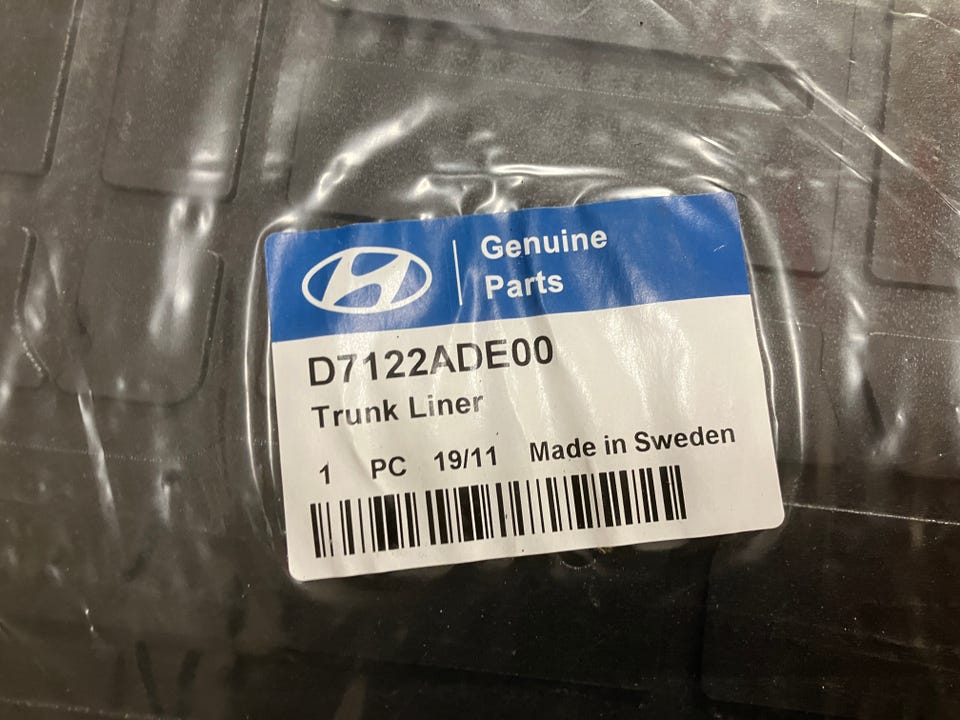 Genuine
Parts
D7122ADE00
Trunk Liner
1 PC 19/11 Made in Sweden